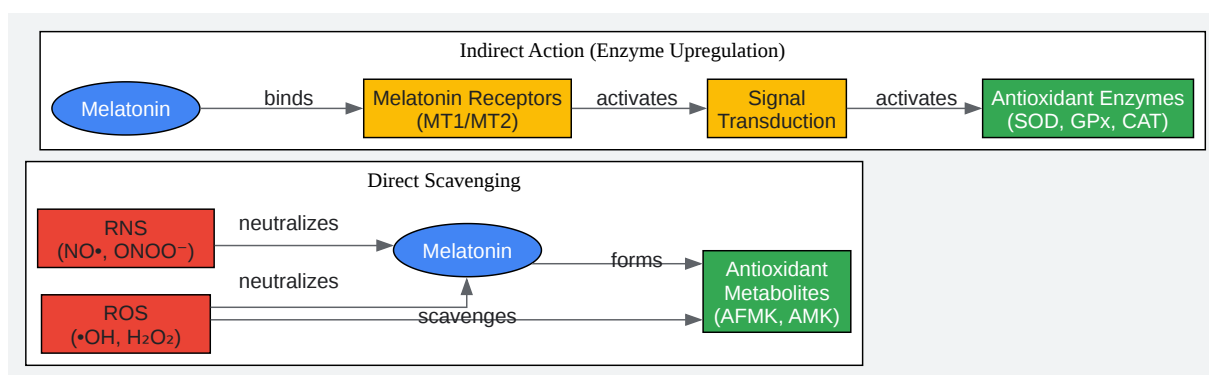 Indirect Action (Enzyme Upregulation)
Melatonin
binds
Melatonin Receptors
(MT1/MT2)
activates
Signal
Transduction
activates
Antioxidant Enzymes
(SOD, GPx, CAT)
Direct Scavenging
RNS
(NO•, ONOO⁻)
neutralizes
Melatonin
forms
Antioxidant
Metabolites
(AFMK, AMK)
neutralizes
ROS
(•OH, H₂O₂)
scavenges